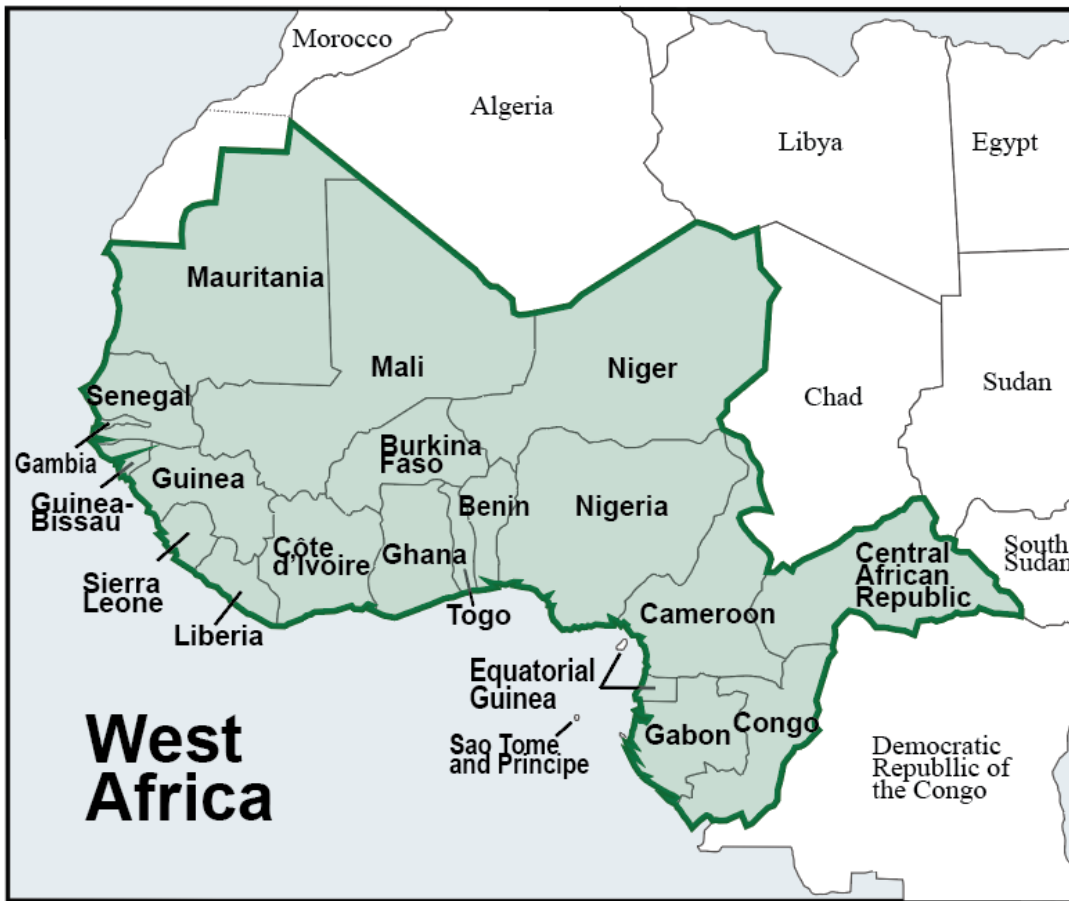 Morocco
Algeria
Libya
Egypt
Mauritania
Mali
Niger
Chad
Sudan
Senegal
Gambia
Guinea-
Bissau
Guinea
Burkina
Faso
Benin
Nigeria
Sierra
Leone
Liberia
Côte
d'Ivoire
Ghana
Togo
Cameroon
Central
African
Republic
South
Sudan
Equatorial
Guinea
Sao Tome
and Principe
Gabon
Congo
Democratic
Republlic of
the Congo
West
Africa